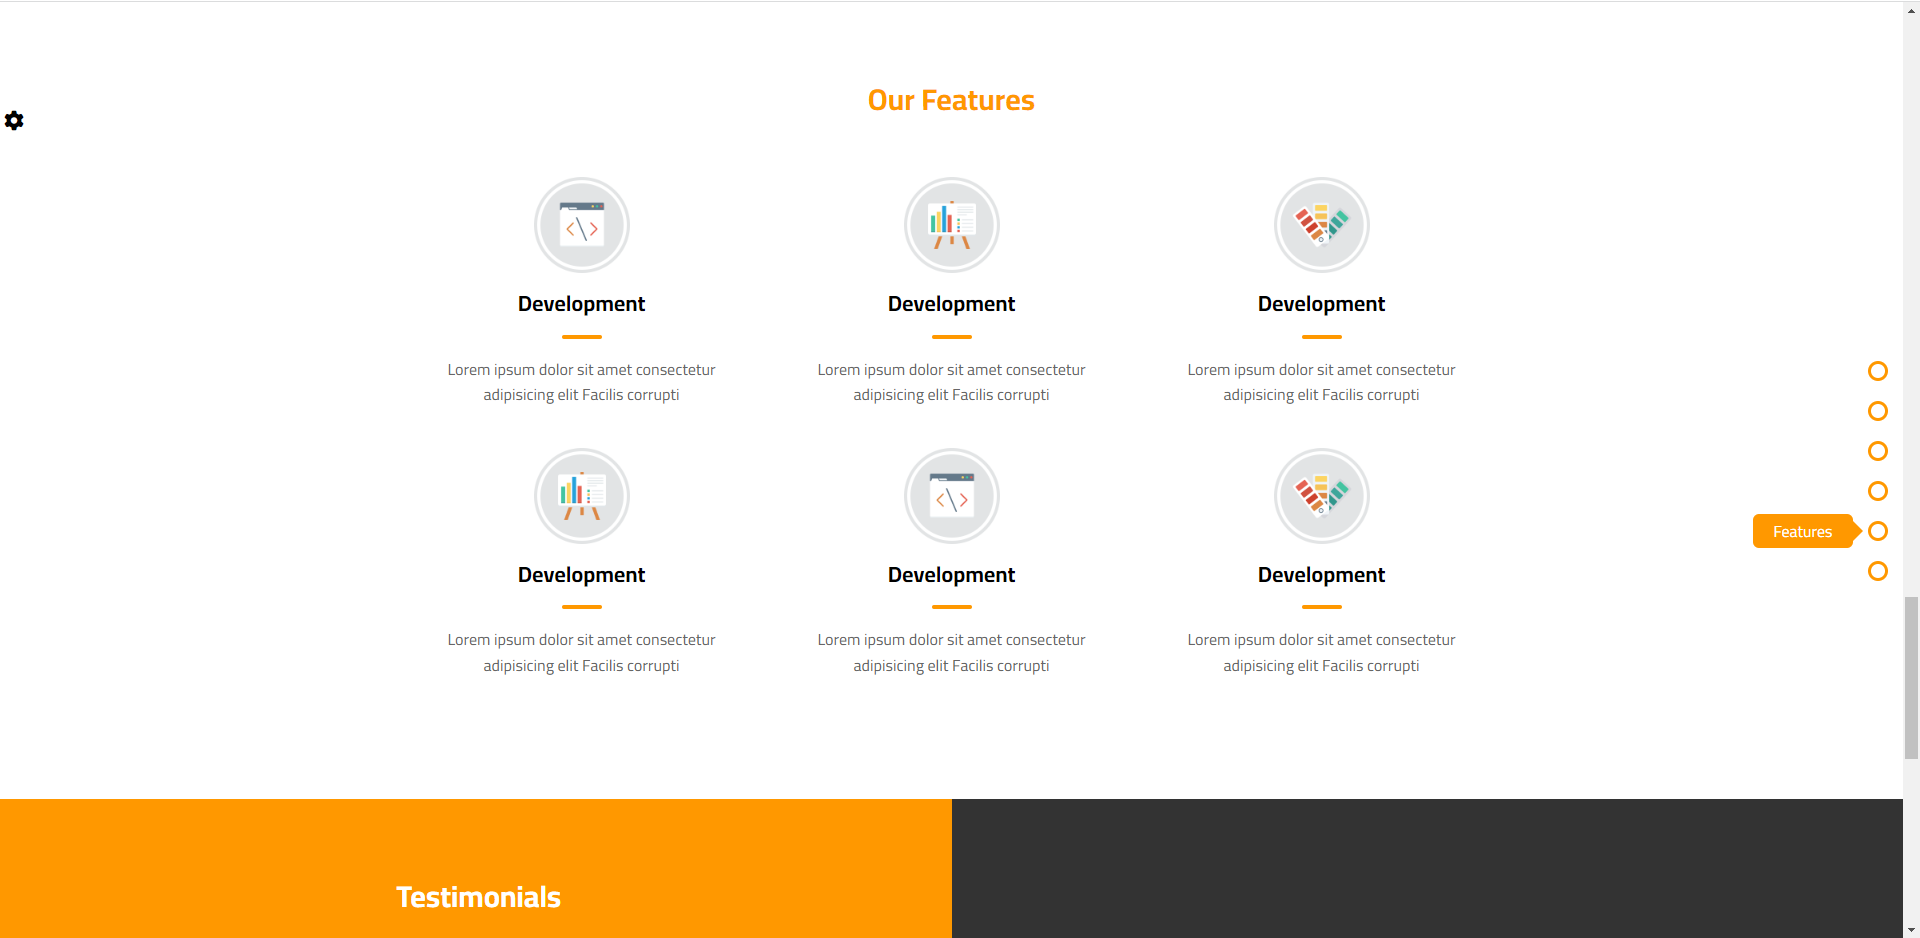 Our Features
Development
Lorem ipsum dolor sit amet consectetur
adipisicing elit Facilis corrupti
Development
Lorem ipsum dolor sit amet consectetur
adipisicing elit Facilis corrupti
Development
Lorem ipsum dolor sit amet consectetur
adipisicing elit Facilis corrupti
Development
Lorem ipsum dolor sit amet consectetur
adipisicing elit Facilis corrupti
Development
Lorem ipsum dolor sit amet consectetur
adipisicing elit Facilis corrupti
Development
Lorem ipsum dolor sit amet consectetur
adipisicing elit Facilis corrupti
Features
Testimonials